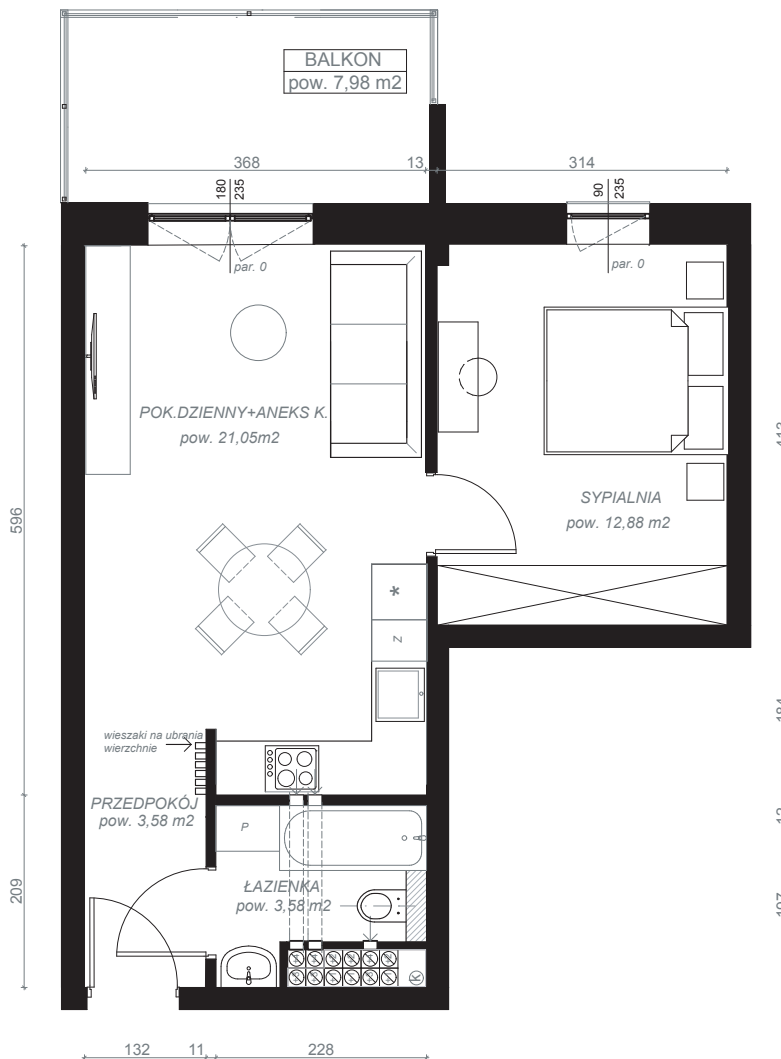 BALKON
pow. 7,98 m2
368
13
314
180
235
90
235
par. 0
par. 0
POK.DZIENNY+ANEKS K.
pow. 21,05m2
SYPIALNIA
pow. 12,88 m2
596
*
Z
wieszaki na ubrania
wierzchnie
PRZEDPOKÓJ
pow. 3,58 m2
P
ŁAZIENKA
pow. 3,58 m2
209
K
132
11
228